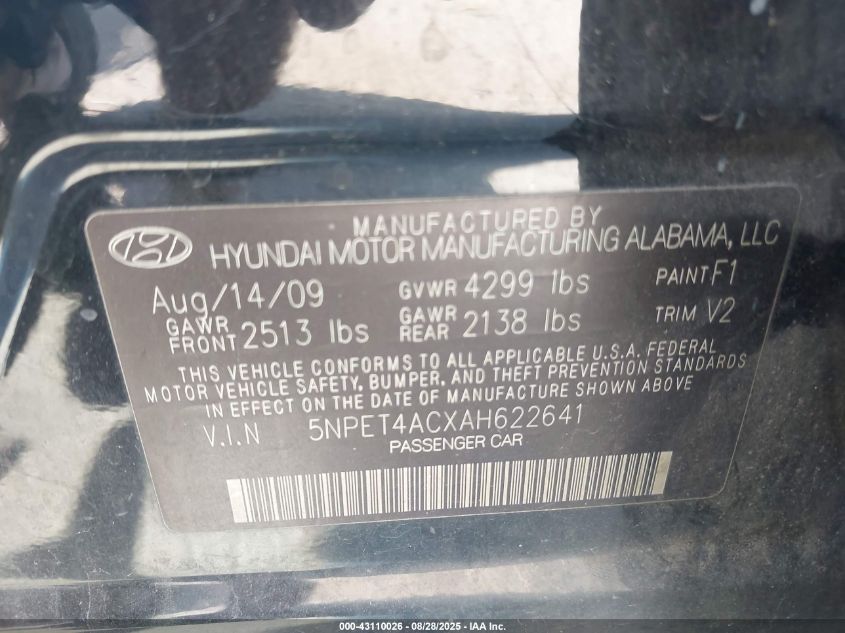 MANUFACTURED BY
HYUNDAI MOTOR MANUFACTURING ALABAMA, LLC
Aug/14/09 GVWR 4299 lbs PAINT F1
GAWR FRONT 2513 lbs GAWR REAR 2138 lbs TRIM V2
THIS VEHICLE CONFORMS TO ALL APPLICABLE U.S.A. FEDERAL
MOTOR VEHICLE SAFETY, BUMPER, AND THEFT PREVENTION STANDARDS
IN EFFECT ON THE DATE OF MANUFACTURE SHOWN ABOVE
V.I.N 5NPET4ACXAH622641
PASSENGER CAR
000-43110026 - 08/28/2025 - IAA Inc.